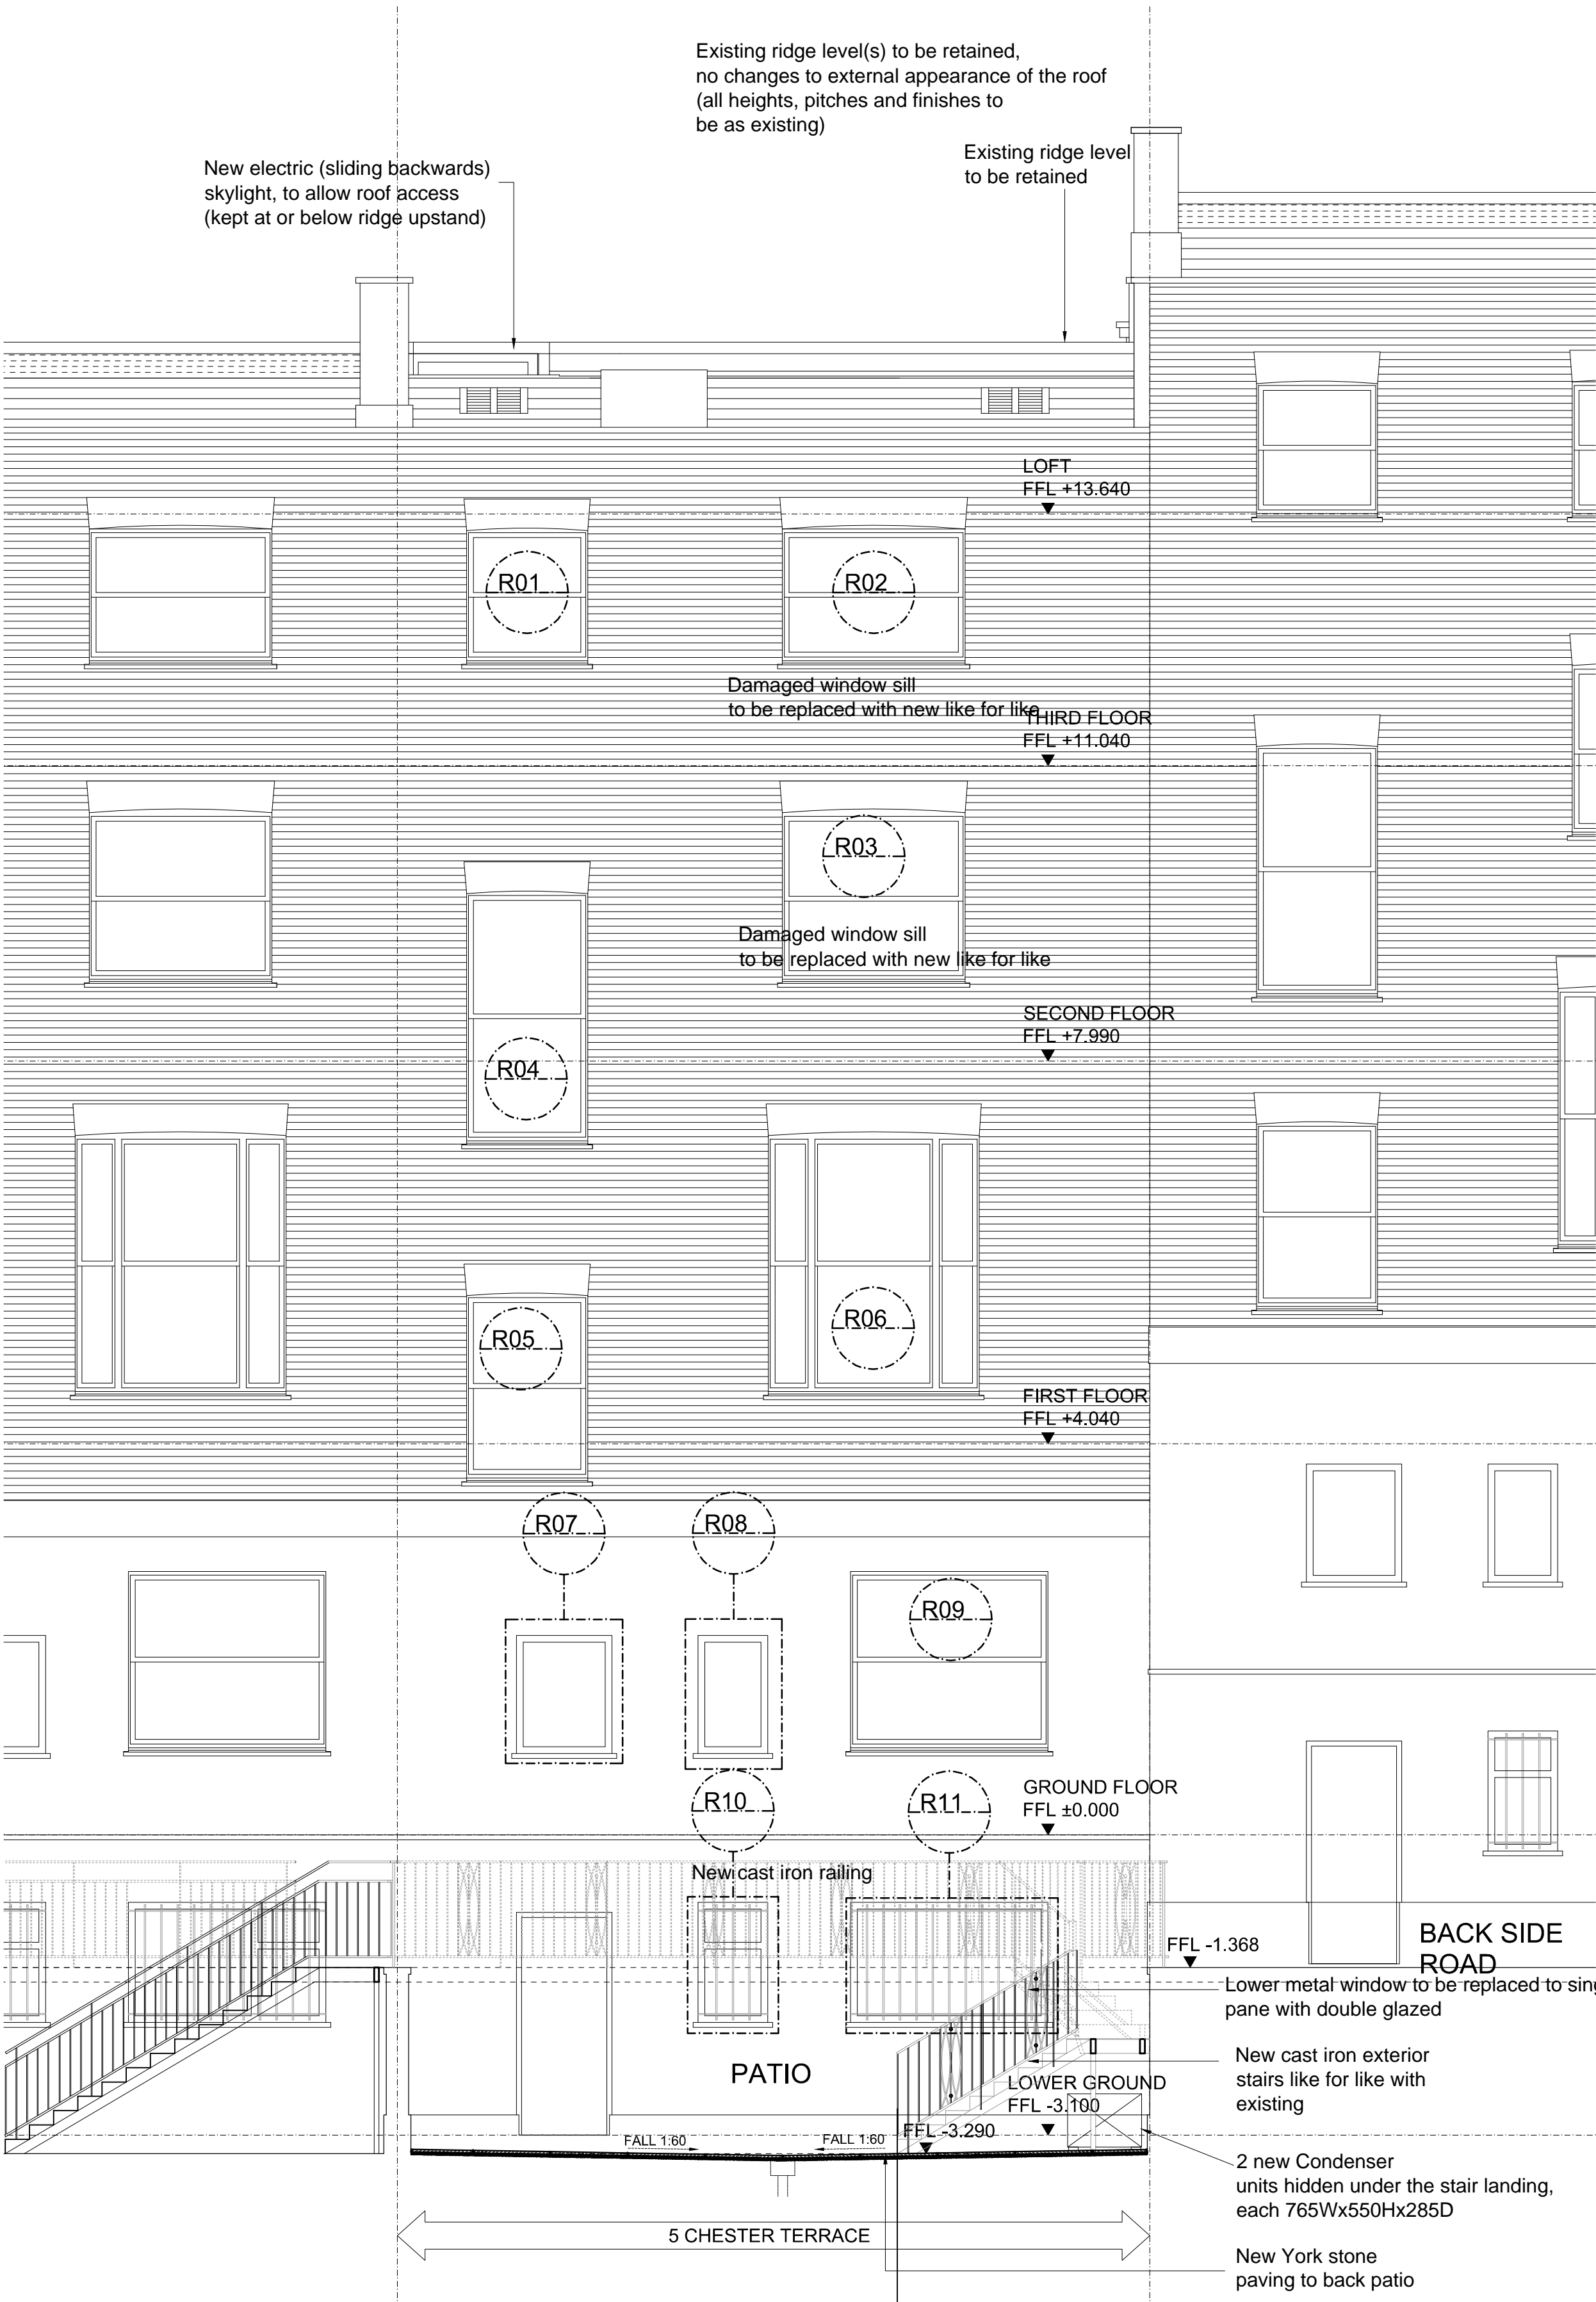 Existing ridge level(s) to be retained,
no changes to external appearance of the roof
(all heights, pitches and finishes to
be as existing)
New electric (sliding backwards)
skylight, to allow roof access
(kept at or below ridge upstand)
Existing ridge level
to be retained
LOFT
FFL +13.640
R01
R02
Damaged window sill
to be replaced with new like for like
THIRD FLOOR
FFL +11.040
R03
Damaged window sill
to be replaced with new like for like
SECOND FLOOR
FFL +7.990
R04
R05
R06
FIRST FLOOR
FFL +4.040
R07
R08
R09
R10
R11
GROUND FLOOR
FFL ±0.000
New cast iron railing
FFL -1.368
BACK SIDE
ROAD
Lower metal window to be replaced to
pane with double glazed
New cast iron exterior
stairs like for like with
existing
PATIO
LOWER GROUND
FFL -3.100
FFL -3.290
FALL 1:60
FALL 1:60
2 new Condenser
units hidden under the stair landing,
each 765Wx550Hx285D
5 CHESTER TERRACE
New York stone
paving to back patio